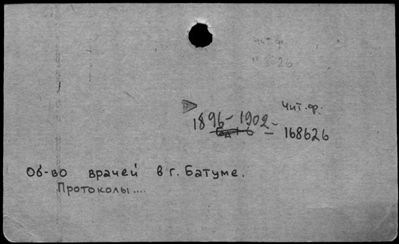 Чит. ф.
1896-1902 -
168626
Об-во врачей в г. Батуме.
Протоколы....